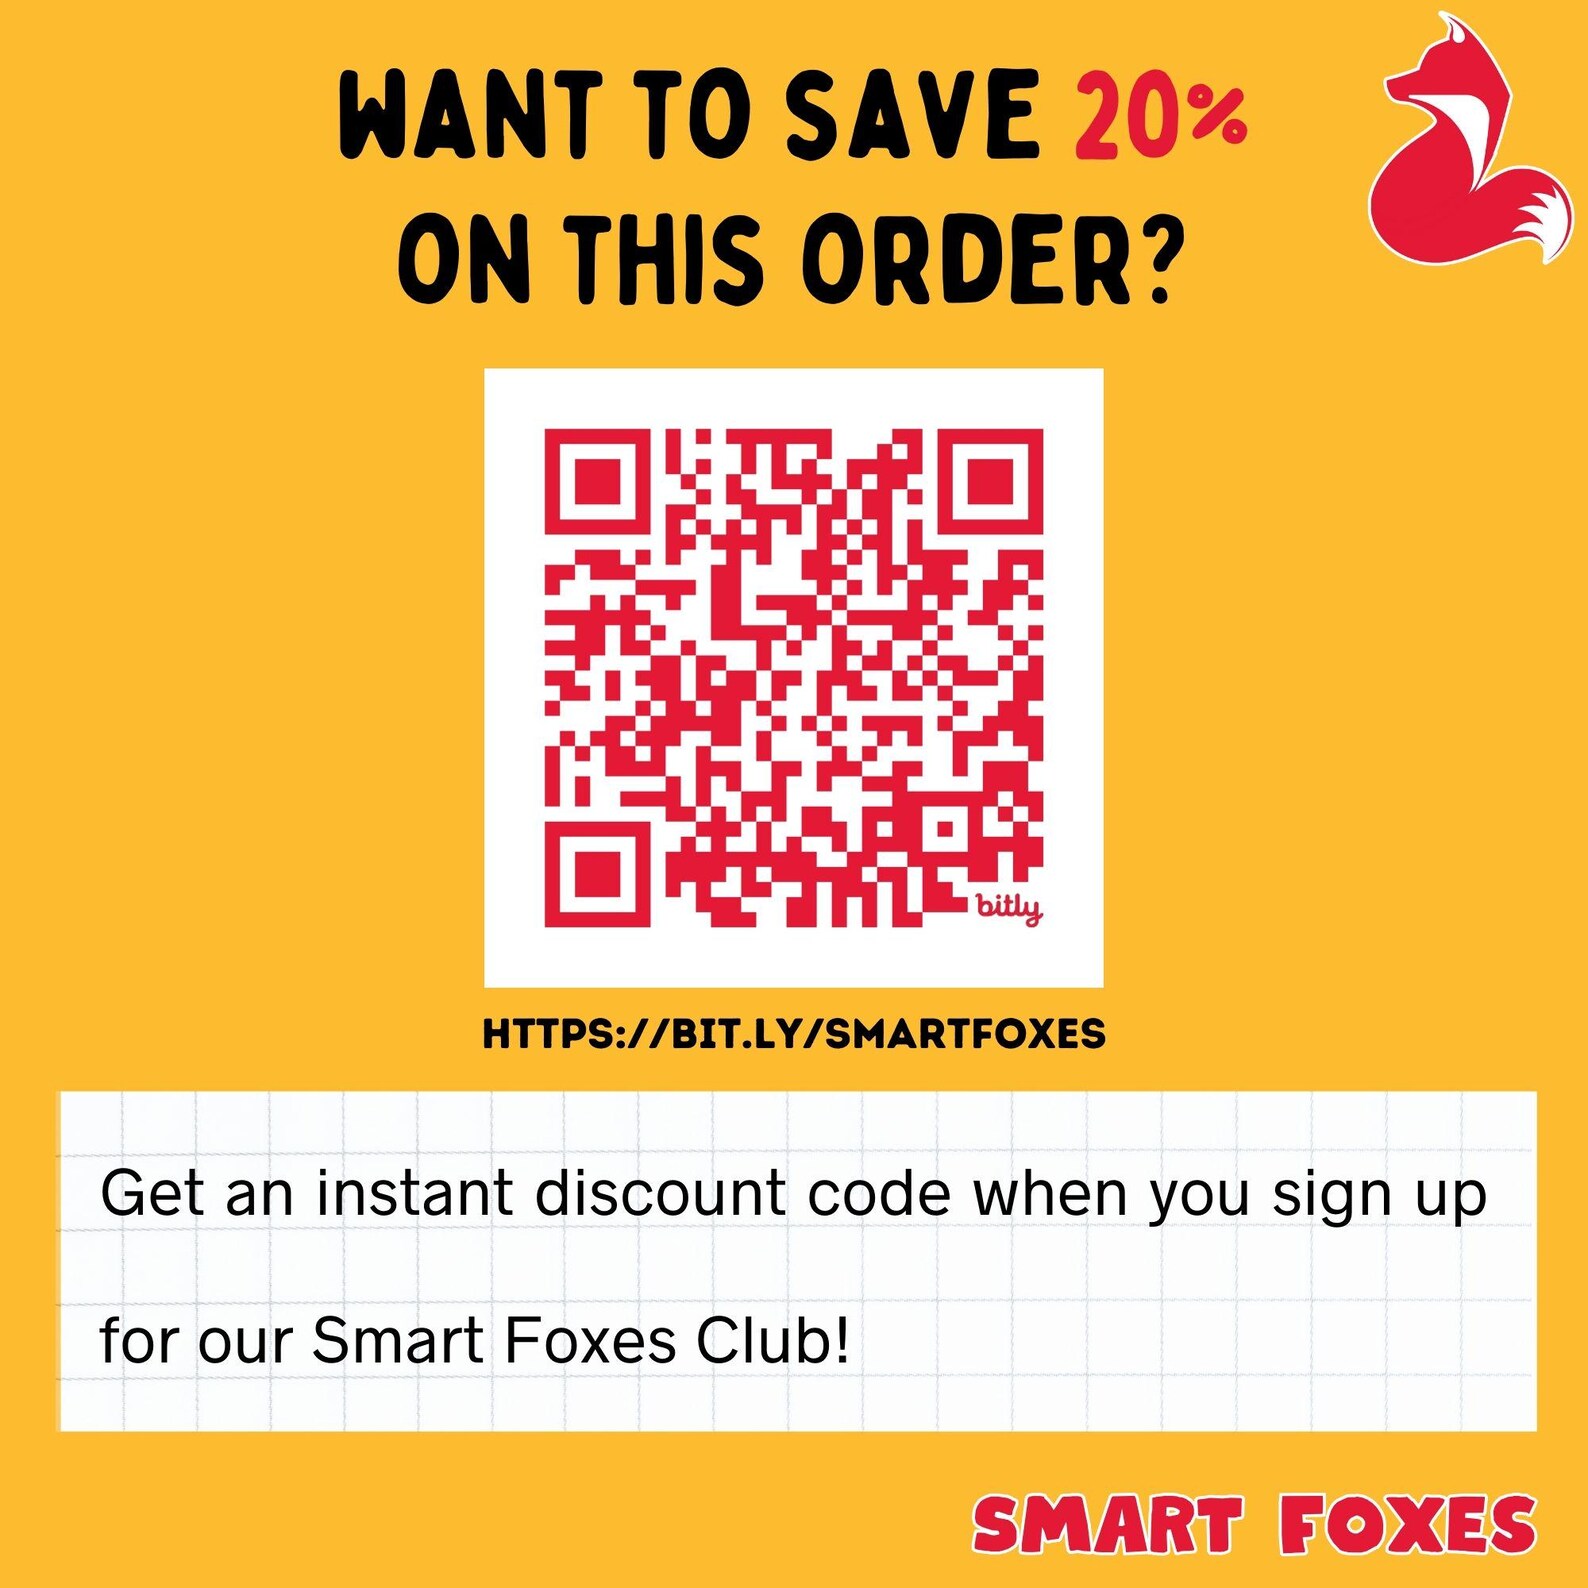 WANT TO SAVE 20%
ON THIS ORDER?
bitly
HTTPS://BIT.LY/SMARTFOXES
Get an instant discount code when you sign up
for our Smart Foxes Club!
SMART FOXES